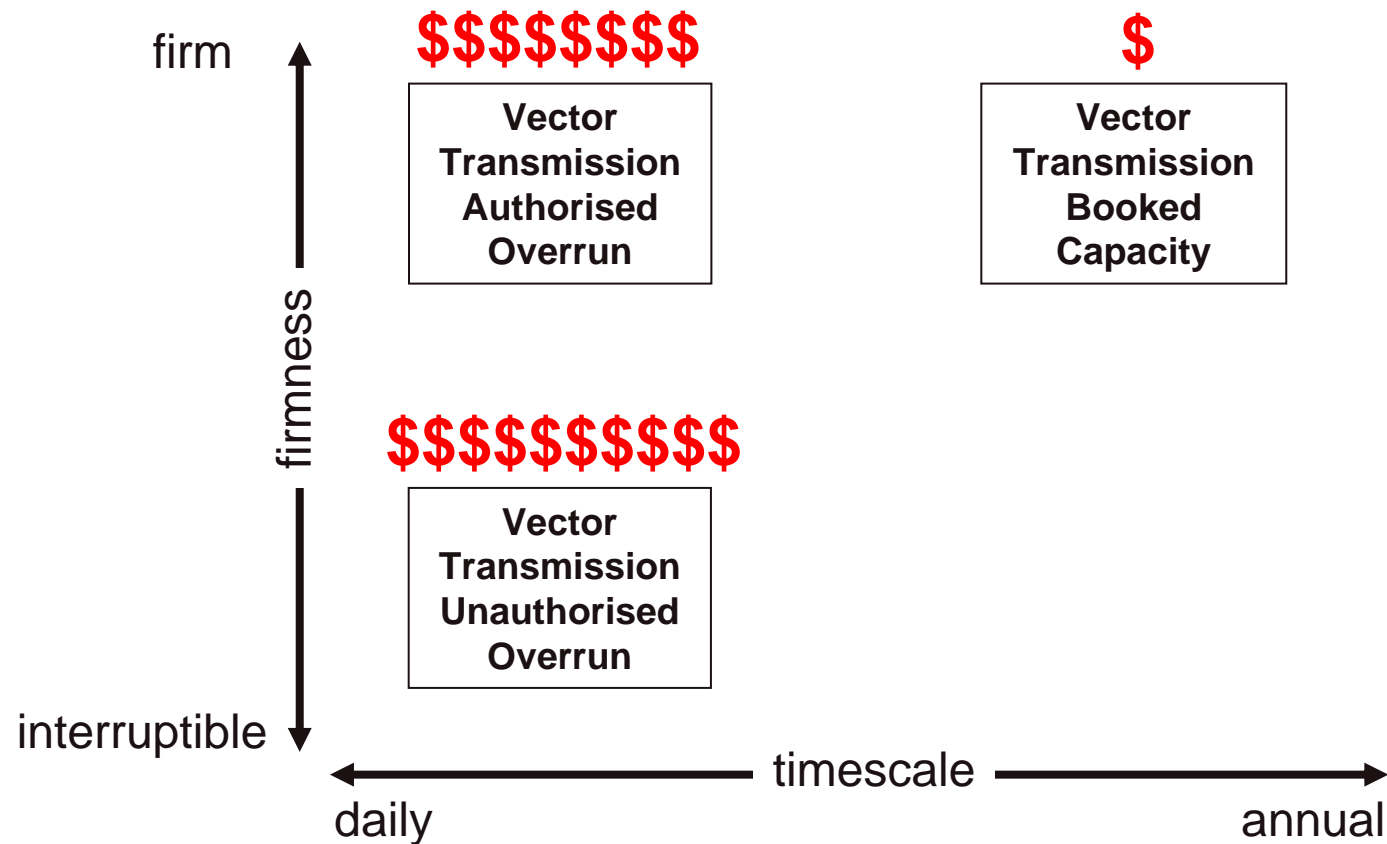 $$$$$$$$
$
firm
Vector
Transmission
Authorised
Overrun
Vector
Transmission
Booked
Capacity
firmness
$$$$$$$$$$
Vector
Transmission
Unauthorised
Overrun
interruptible
timescale
daily
annual